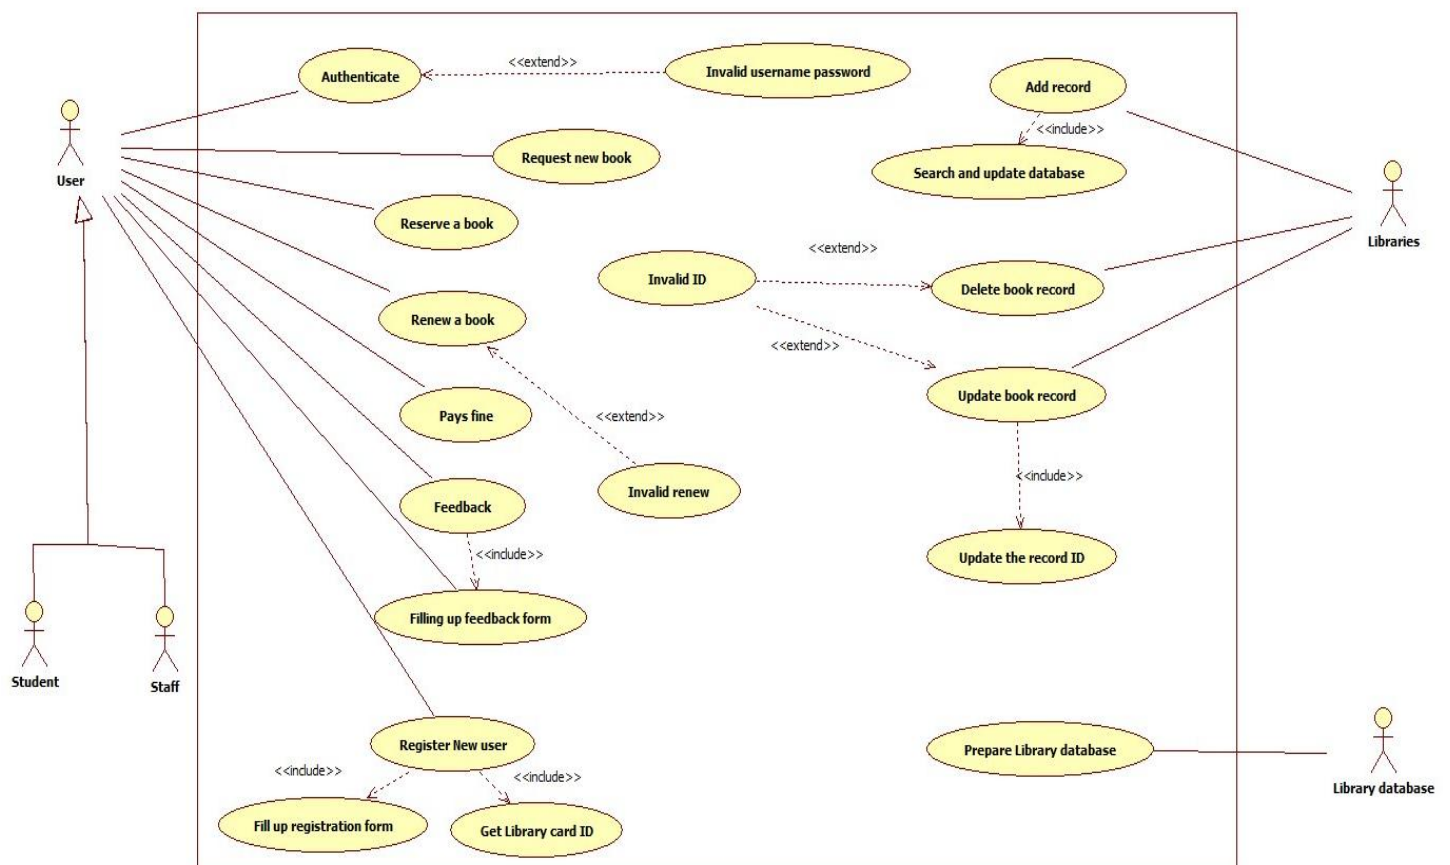 Authenticate
<<extend>>
Invalid username password
Add record
<<include>>
Request new book
Search and update database
User
Reserve a book
Libraries
<<extend>>
Invalid ID
Delete book record
Renew a book
<<extend>>
Update book record
Pays fine
<<extend>>
<<include>>
Invalid renew
Feedback
<<include>>
Update the record ID
Filling up feedback form
Student
Staff
Register New user
Prepare Library database
<<include>>
<<include>>
Library database
Fill up registration form
Get Library card ID